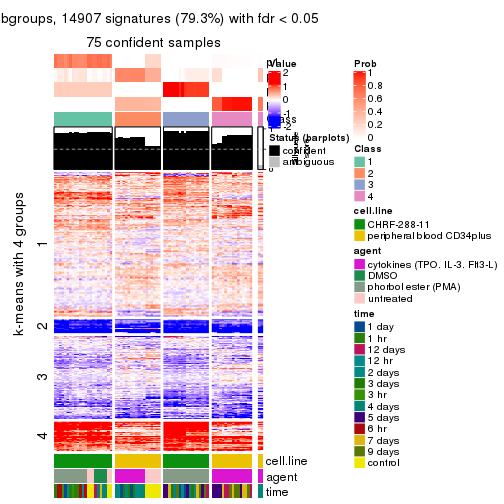 bgroups, 14907 signatures (79.3%) with fdr < 0.05
75 confident samples
k-means with 4 groups
1
2
3
4
Value
2
1
0
-1
-2
Status (barplots)
confident
ambiguous
Prob
1
0.8
0.6
0.4
0.2
0
Class
1
2
3
4
cell.line
CHRF-288-11
peripheral blood CD34plus
agent
cytokines (TPO, IL-3, Flt3-L)
DMSO
phorbol ester (PMA)
untreated
time
1 day
1 hr
12 days
12 hr
2 days
3 days
3 hr
4 days
5 days
6 hr
7 days
9 days
control
cell.line
agent
time